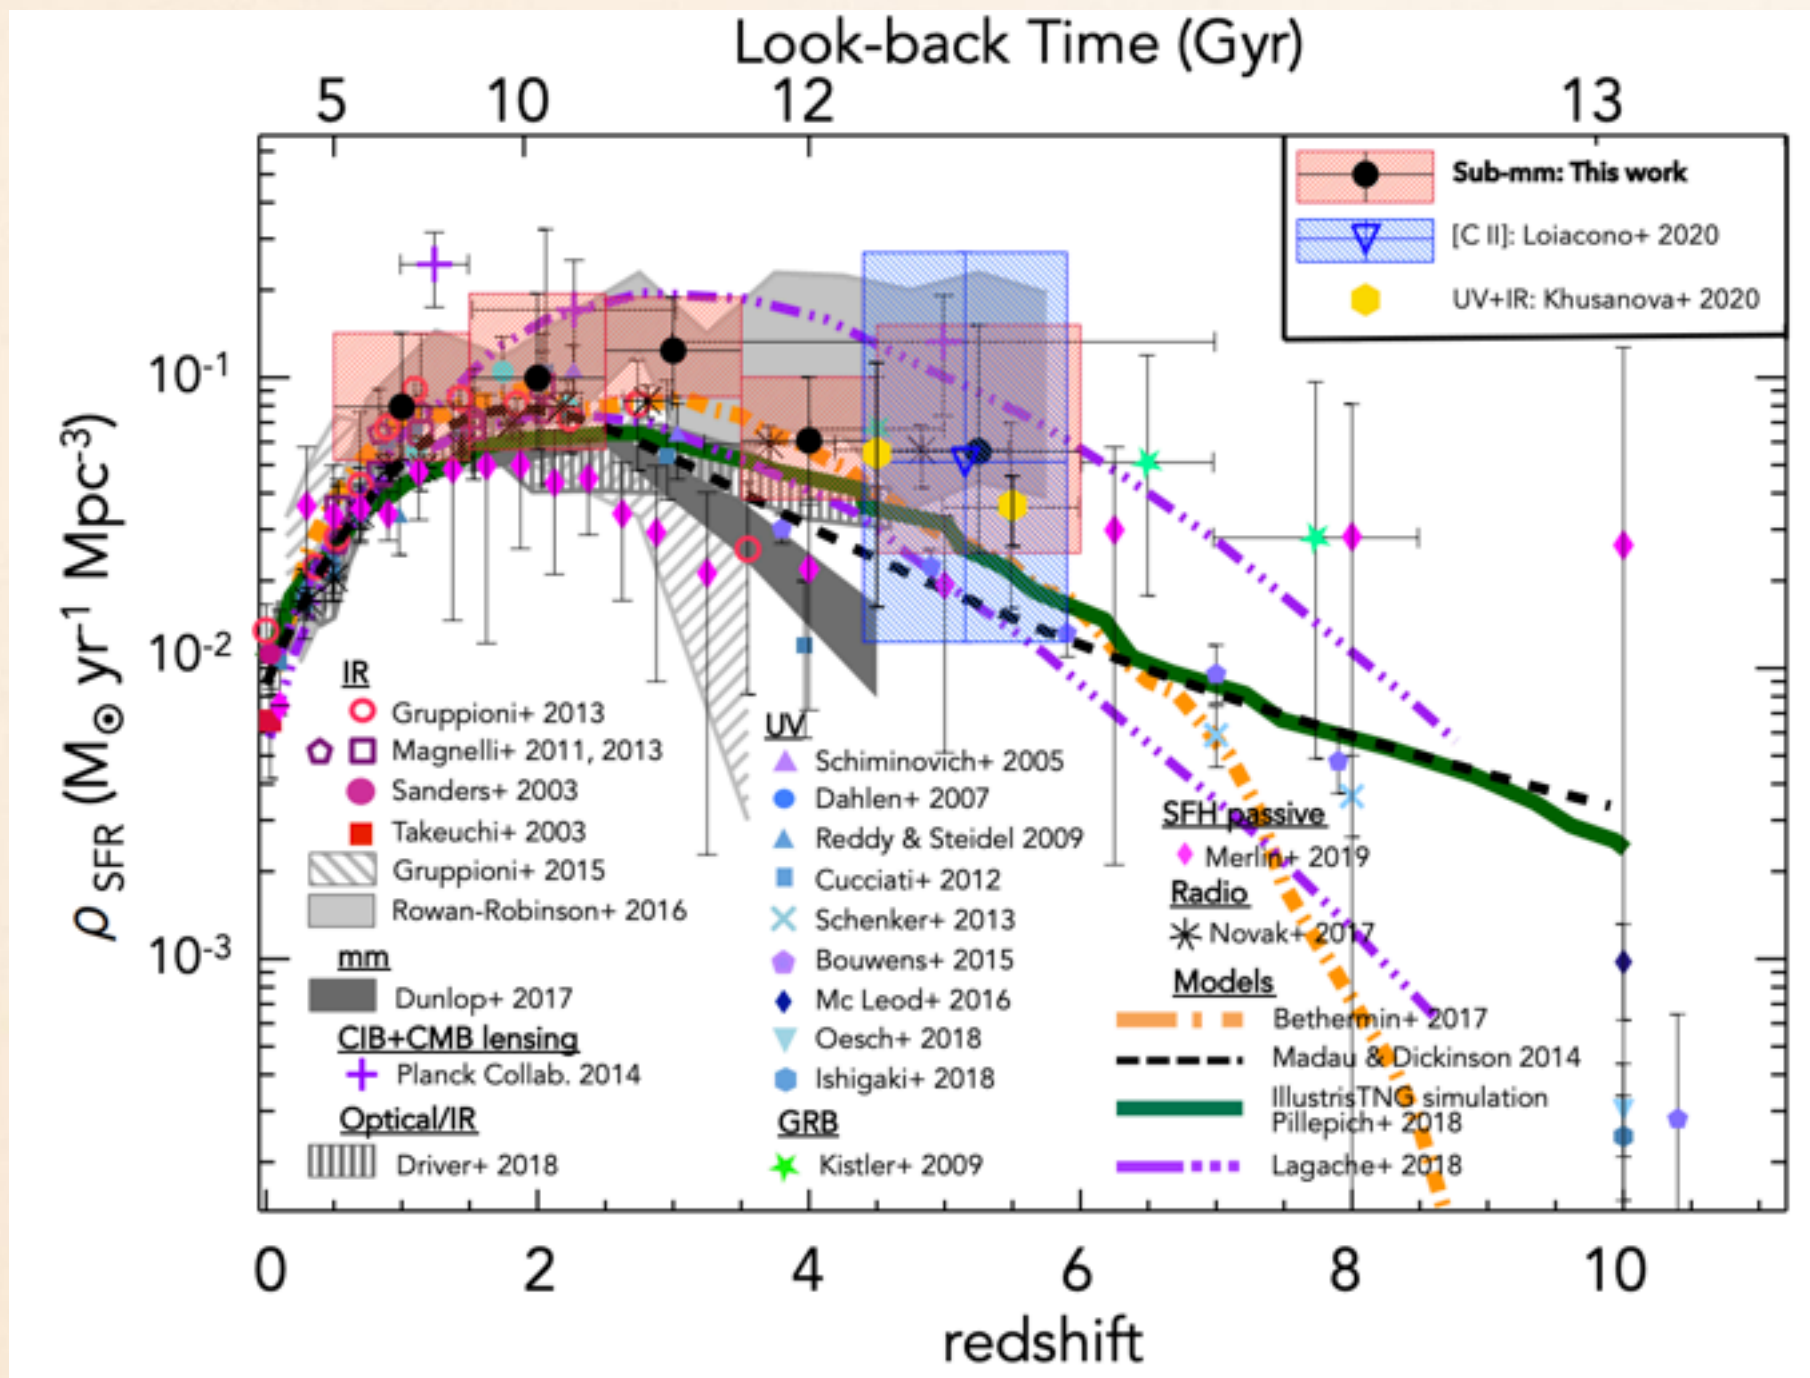 Look-back Time (Gyr)
5 10 12 13
Sub-mm: This work
[C II]: Loiacono+ 2020
UV+IR: Khusanova+ 2020
10-1
10-2
10-3
ρ SFR (M⊙ yr-1 Mpc-3)
IR
Gruppioni+ 2013
Magnelli+ 2011, 2013
Sanders+ 2003
Takeuchi+ 2003
Gruppioni+ 2015
Rowan-Robinson+ 2016
mm
Dunlop+ 2017
CIB+CMB lensing
Planck Collab. 2014
Optical/IR
Driver+ 2018
UV
Schiminovich+ 2005
Dahlen+ 2007
Reddy & Steidel 2009
Cucciati+ 2012
Schenker+ 2013
Bouwens+ 2015
Mc Leod+ 2016
Oesch+ 2018
Ishigaki+ 2018
GRB
Kistler+ 2009
SFH passive
Merlin+ 2019
Radio
Novak+ 2017
Models
Bethermin+ 2017
Madau & Dickinson 2014
IllustrisTNG simulation
Pillepich+ 2018
Lagache+ 2018
0 2 4 6 8 10
redshift